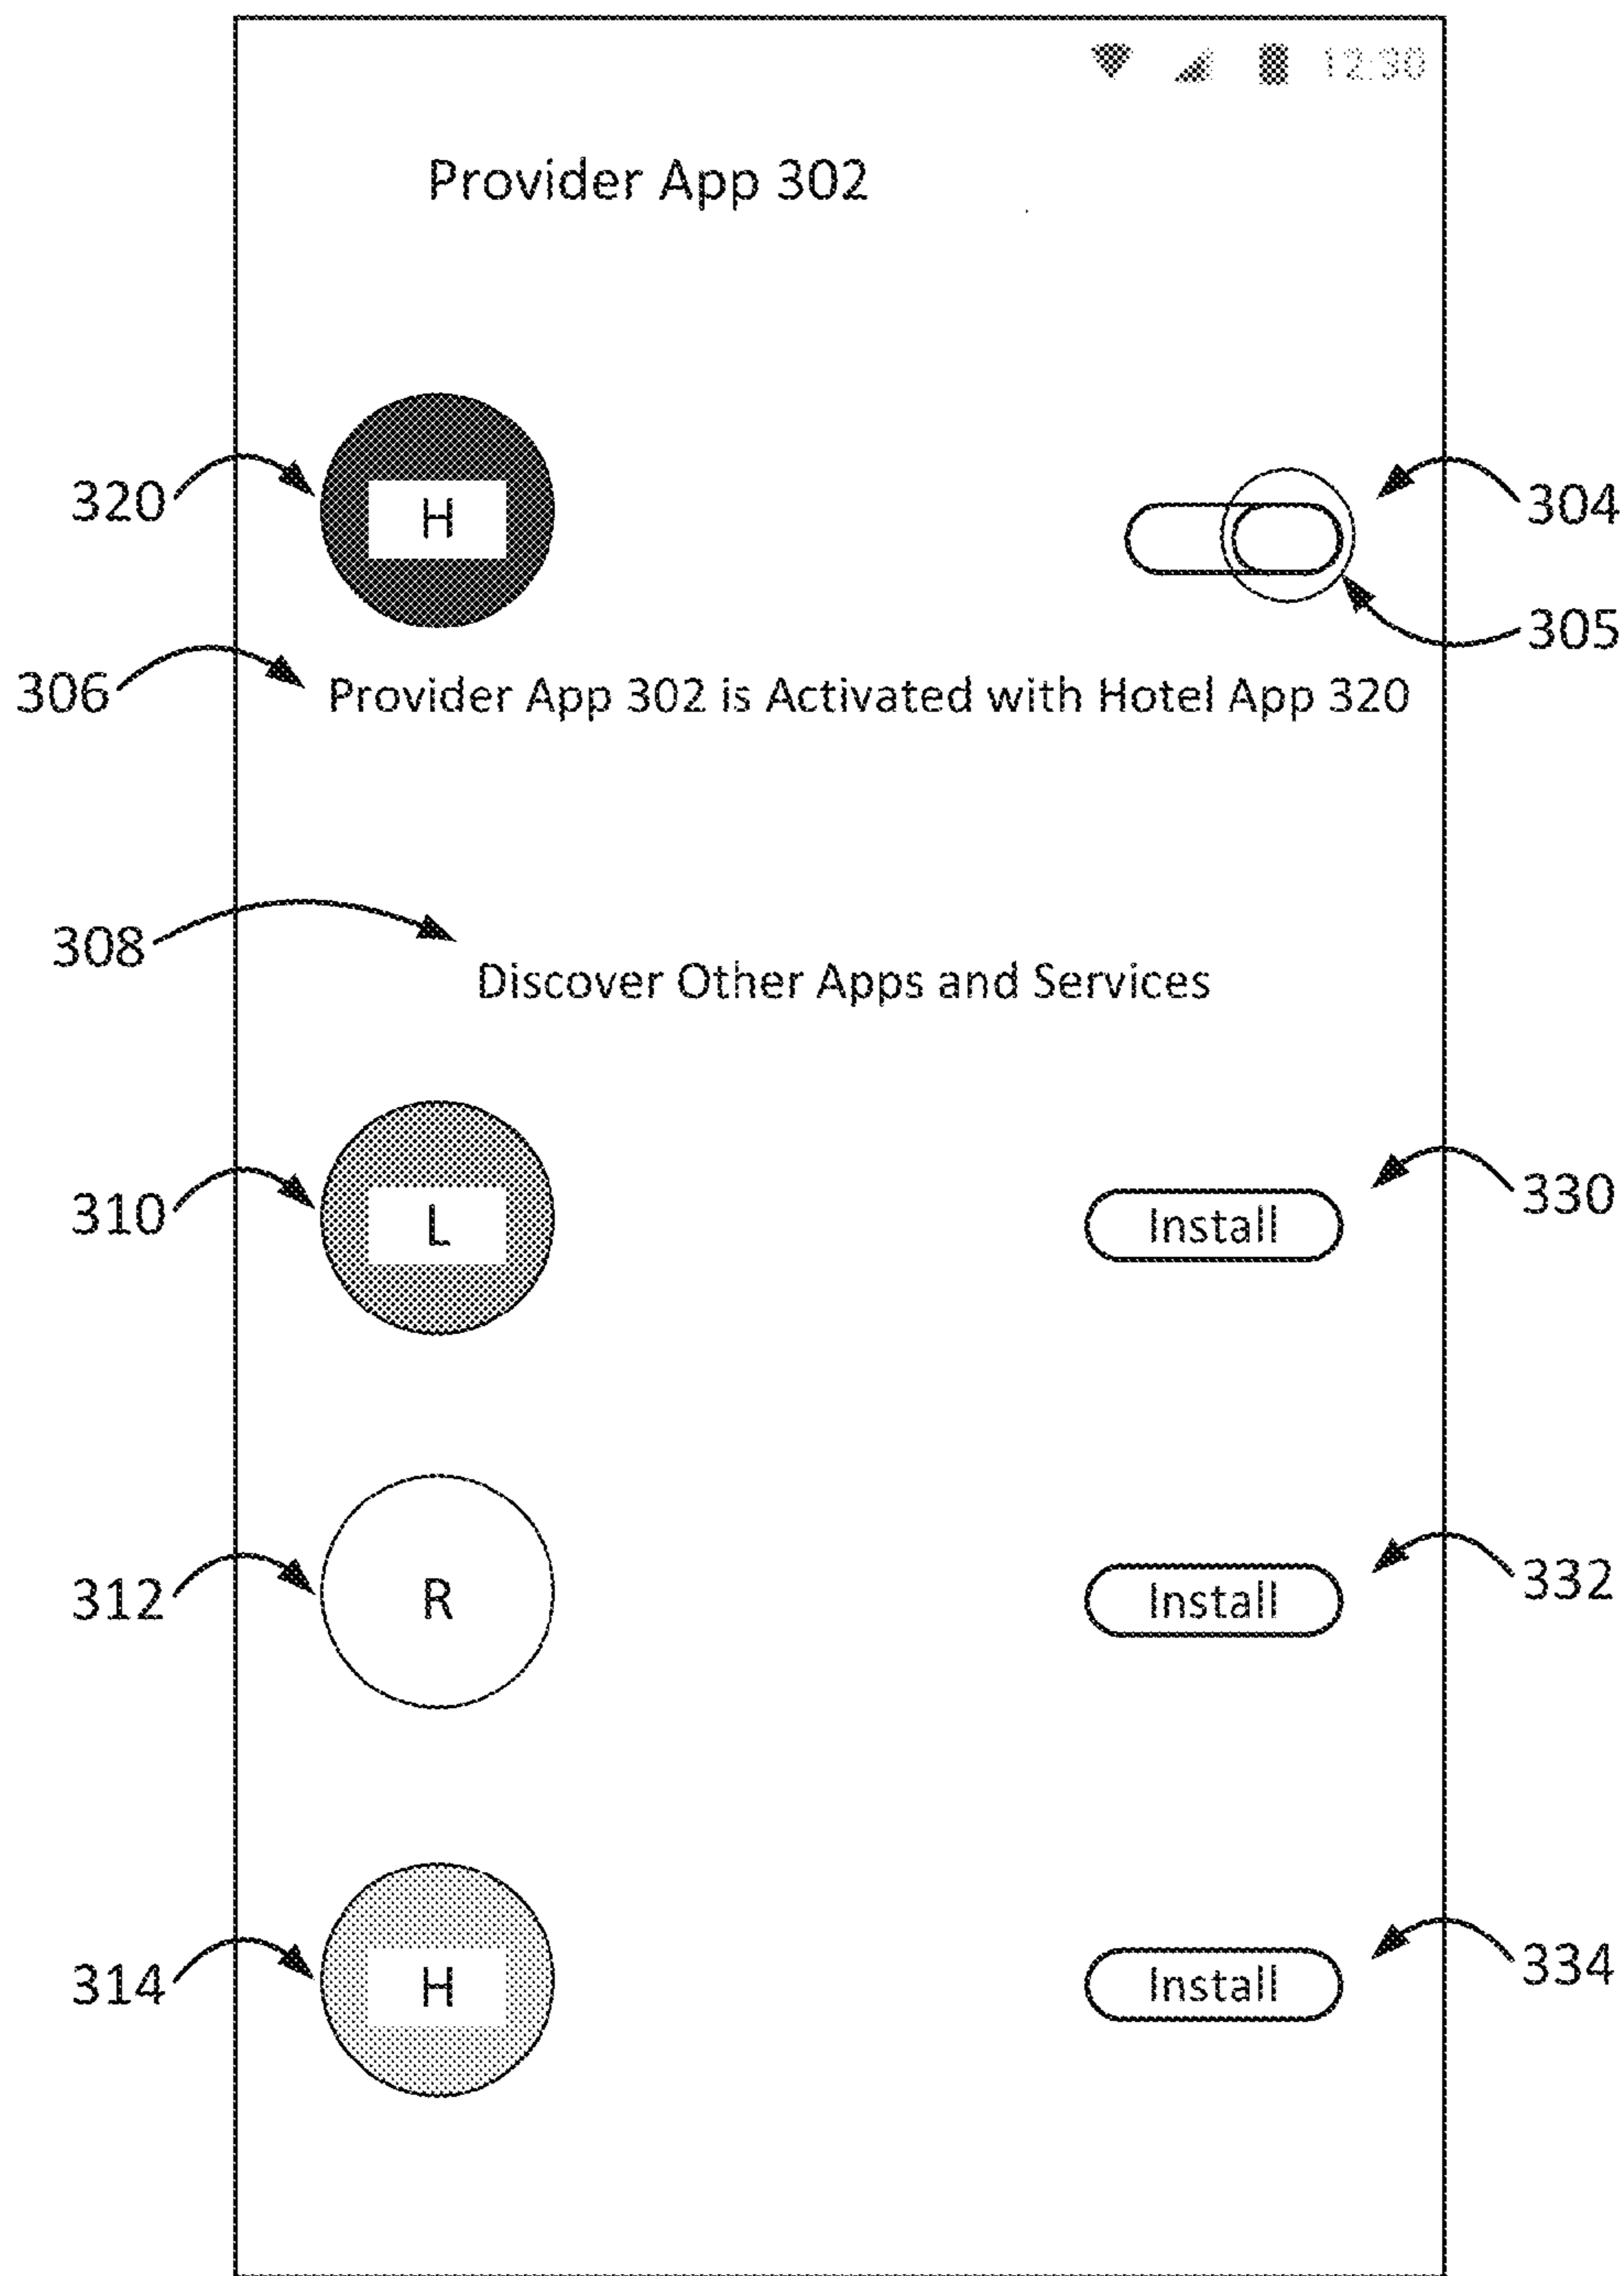 12:30
Provider App 302
320
H
304
305
306
Provider App 302 is Activated with Hotel App 320
308
Discover Other Apps and Services
310
L
Install
330
312
R
Install
332
314
H
Install
334